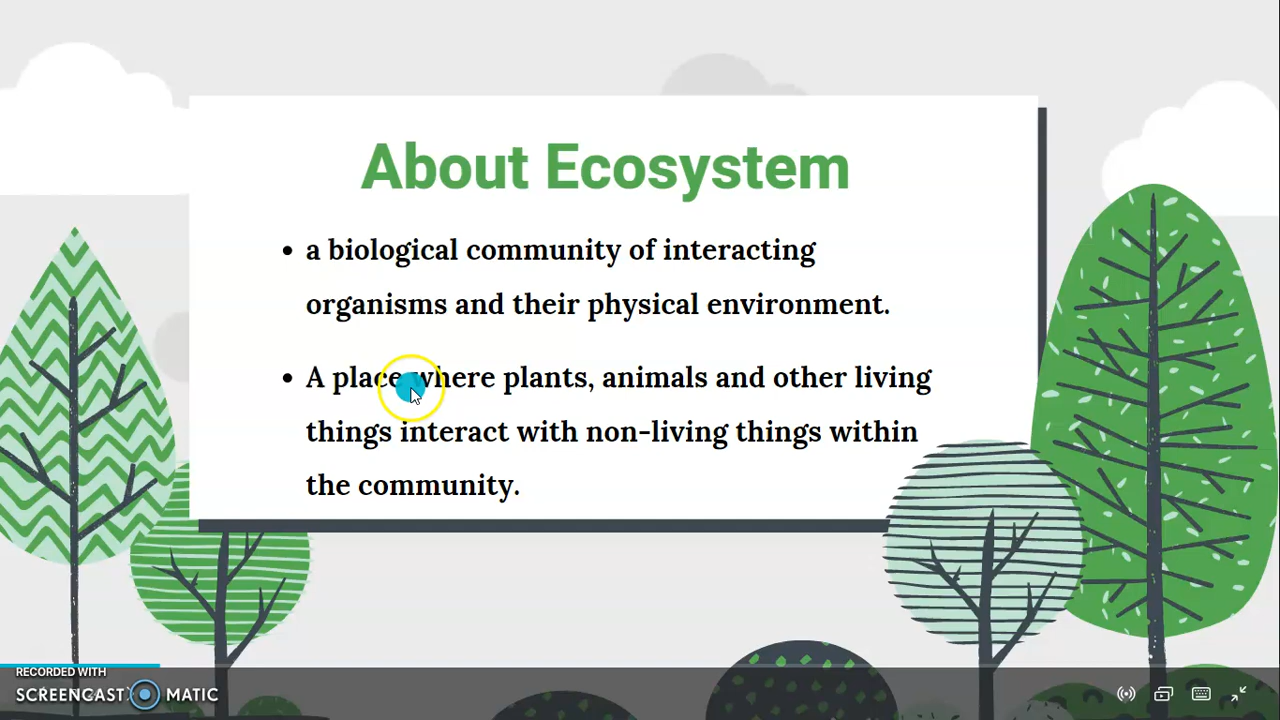 About Ecosystem
• a biological community of interacting
organisms and their physical environment.
• A place where plants, animals and other living
things interact with non-living things within
the community.
RECORDED WITH
SCREENCAST MATIC